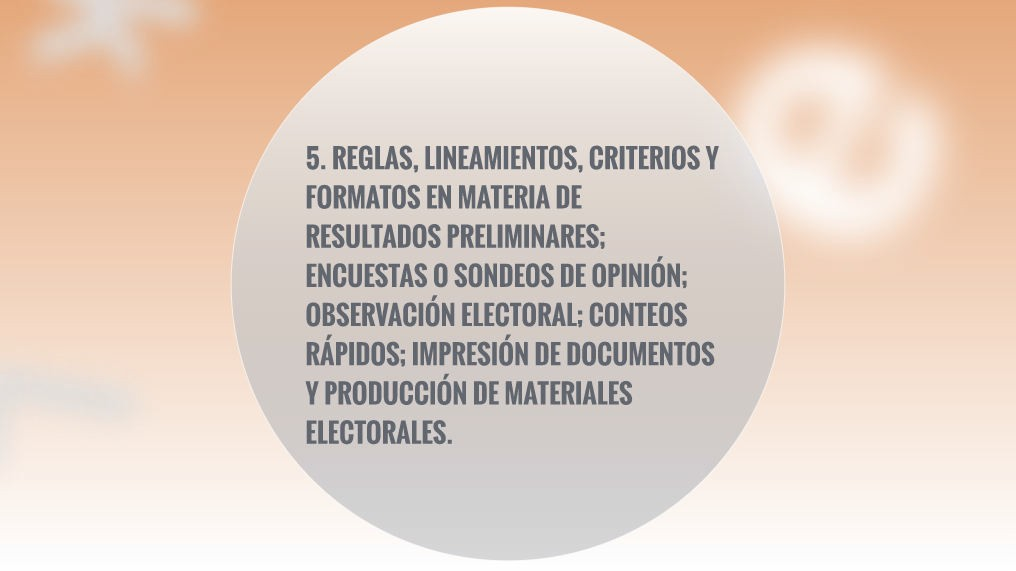 5. REGLAS, LINEAMIENTOS, CRITERIOS Y
FORMATOS EN MATERIA DE
RESULTADOS PRELIMINARES;
ENCUESTAS O SONDEOS DE OPINIÓN;
OBSERVACIÓN ELECTORAL; CONTEOS
RÁPIDOS; IMPRESIÓN DE DOCUMENTOS
Y PRODUCCIÓN DE MATERIALES
ELECTORALES.